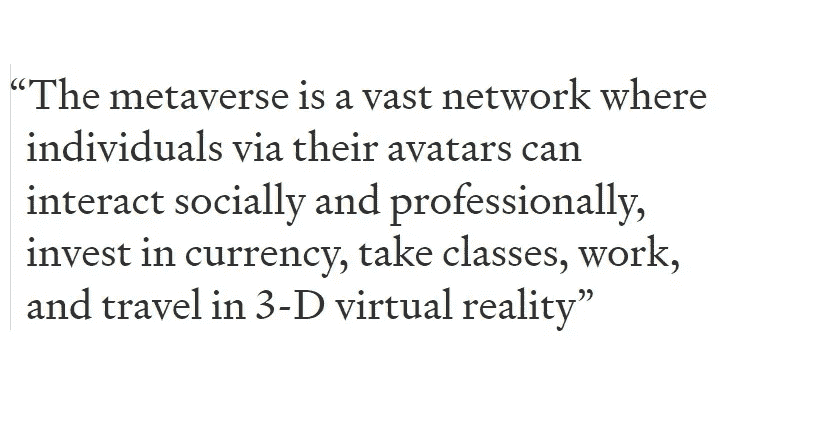 “The metaverse is a vast network where
individuals via their avatars can
interact socially and professionally,
invest in currency, take classes, work,
and travel in 3-D virtual reality”